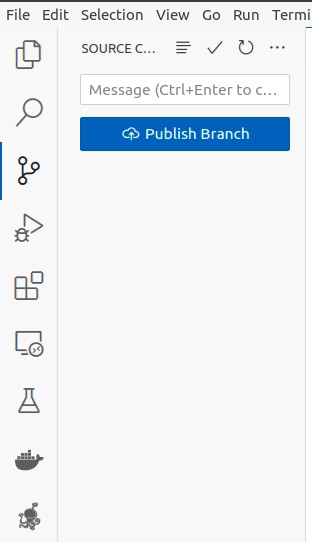 File Edit Selection View Go Run Termi
SOURCE C...
Message (Ctrl+Enter to c...
Publish Branch